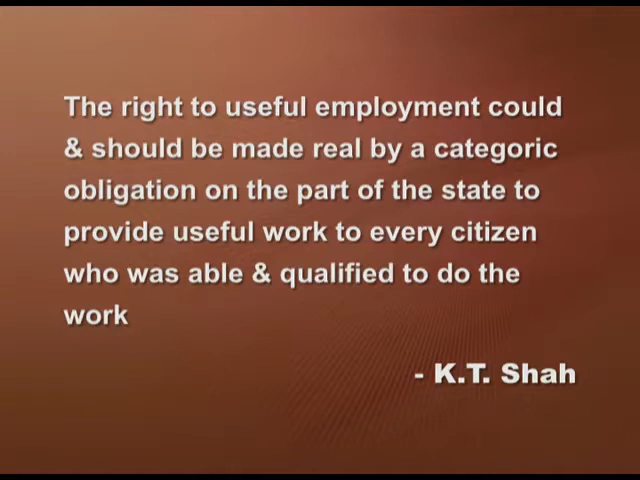 The right to useful employment could
& should be made real by a categoric
obligation on the part of the state to
provide useful work to every citizen
who was able & qualified to do the
work
- K.T. Shah